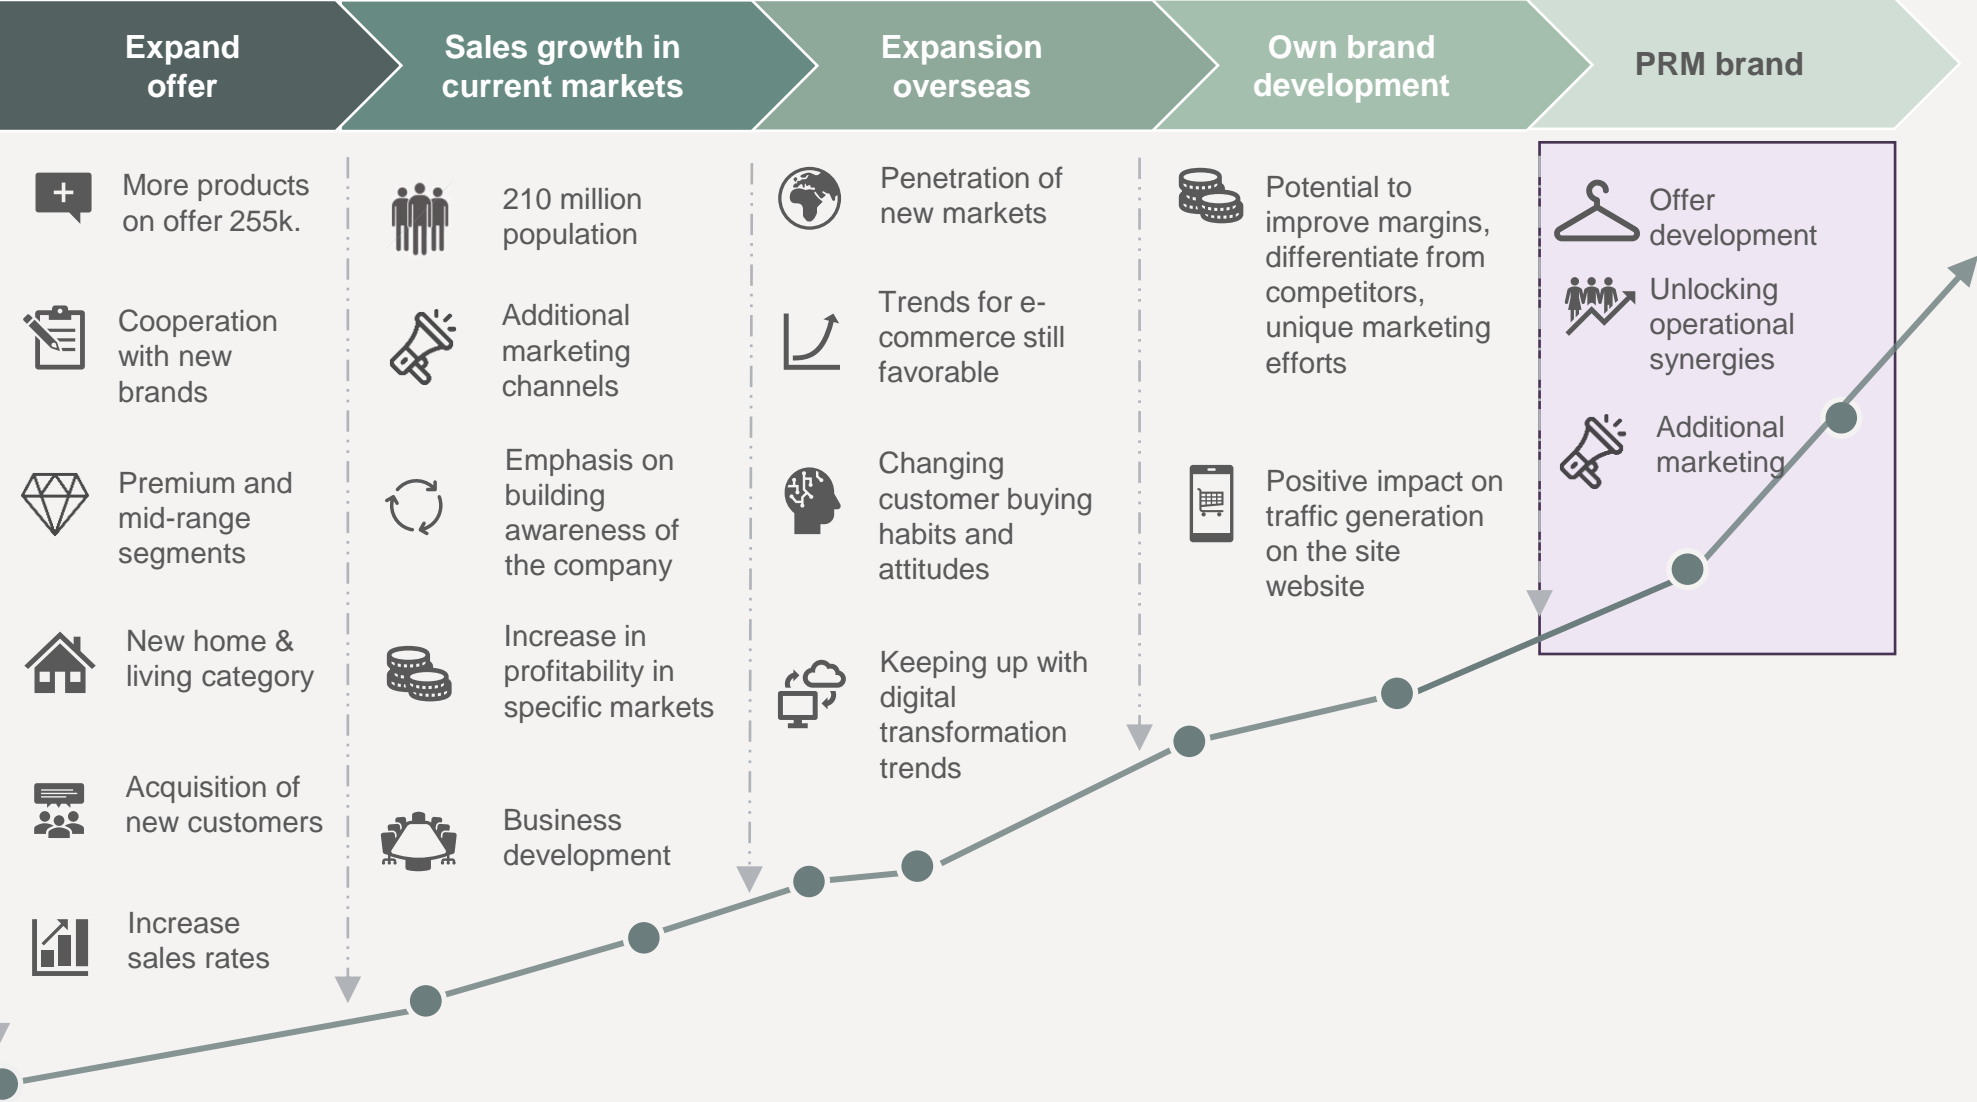 Expand
offer
Sales growth in
current markets
Expansion
overseas
Own brand
development
PRM brand
More products
on offer 255k.
Cooperation
with new
brands
Premium and
mid-range
segments
New home &
living category
Acquisition of
new customers
Increase
sales rates
210 million
population
Additional
marketing
channels
Emphasis on
building
awareness of
the company
Increase in
profitability in
specific markets
Business
development
Penetration of
new markets
Trends for e-
commerce still
favorable
Changing
customer buying
habits and
attitudes
Keeping up with
digital
transformation
trends
Potential to
improve margins,
differentiate from
competitors,
unique marketing
efforts
Positive impact on
traffic generation
on the site
website
Offer
development
Unlocking
operational
synergies
Additional
marketing